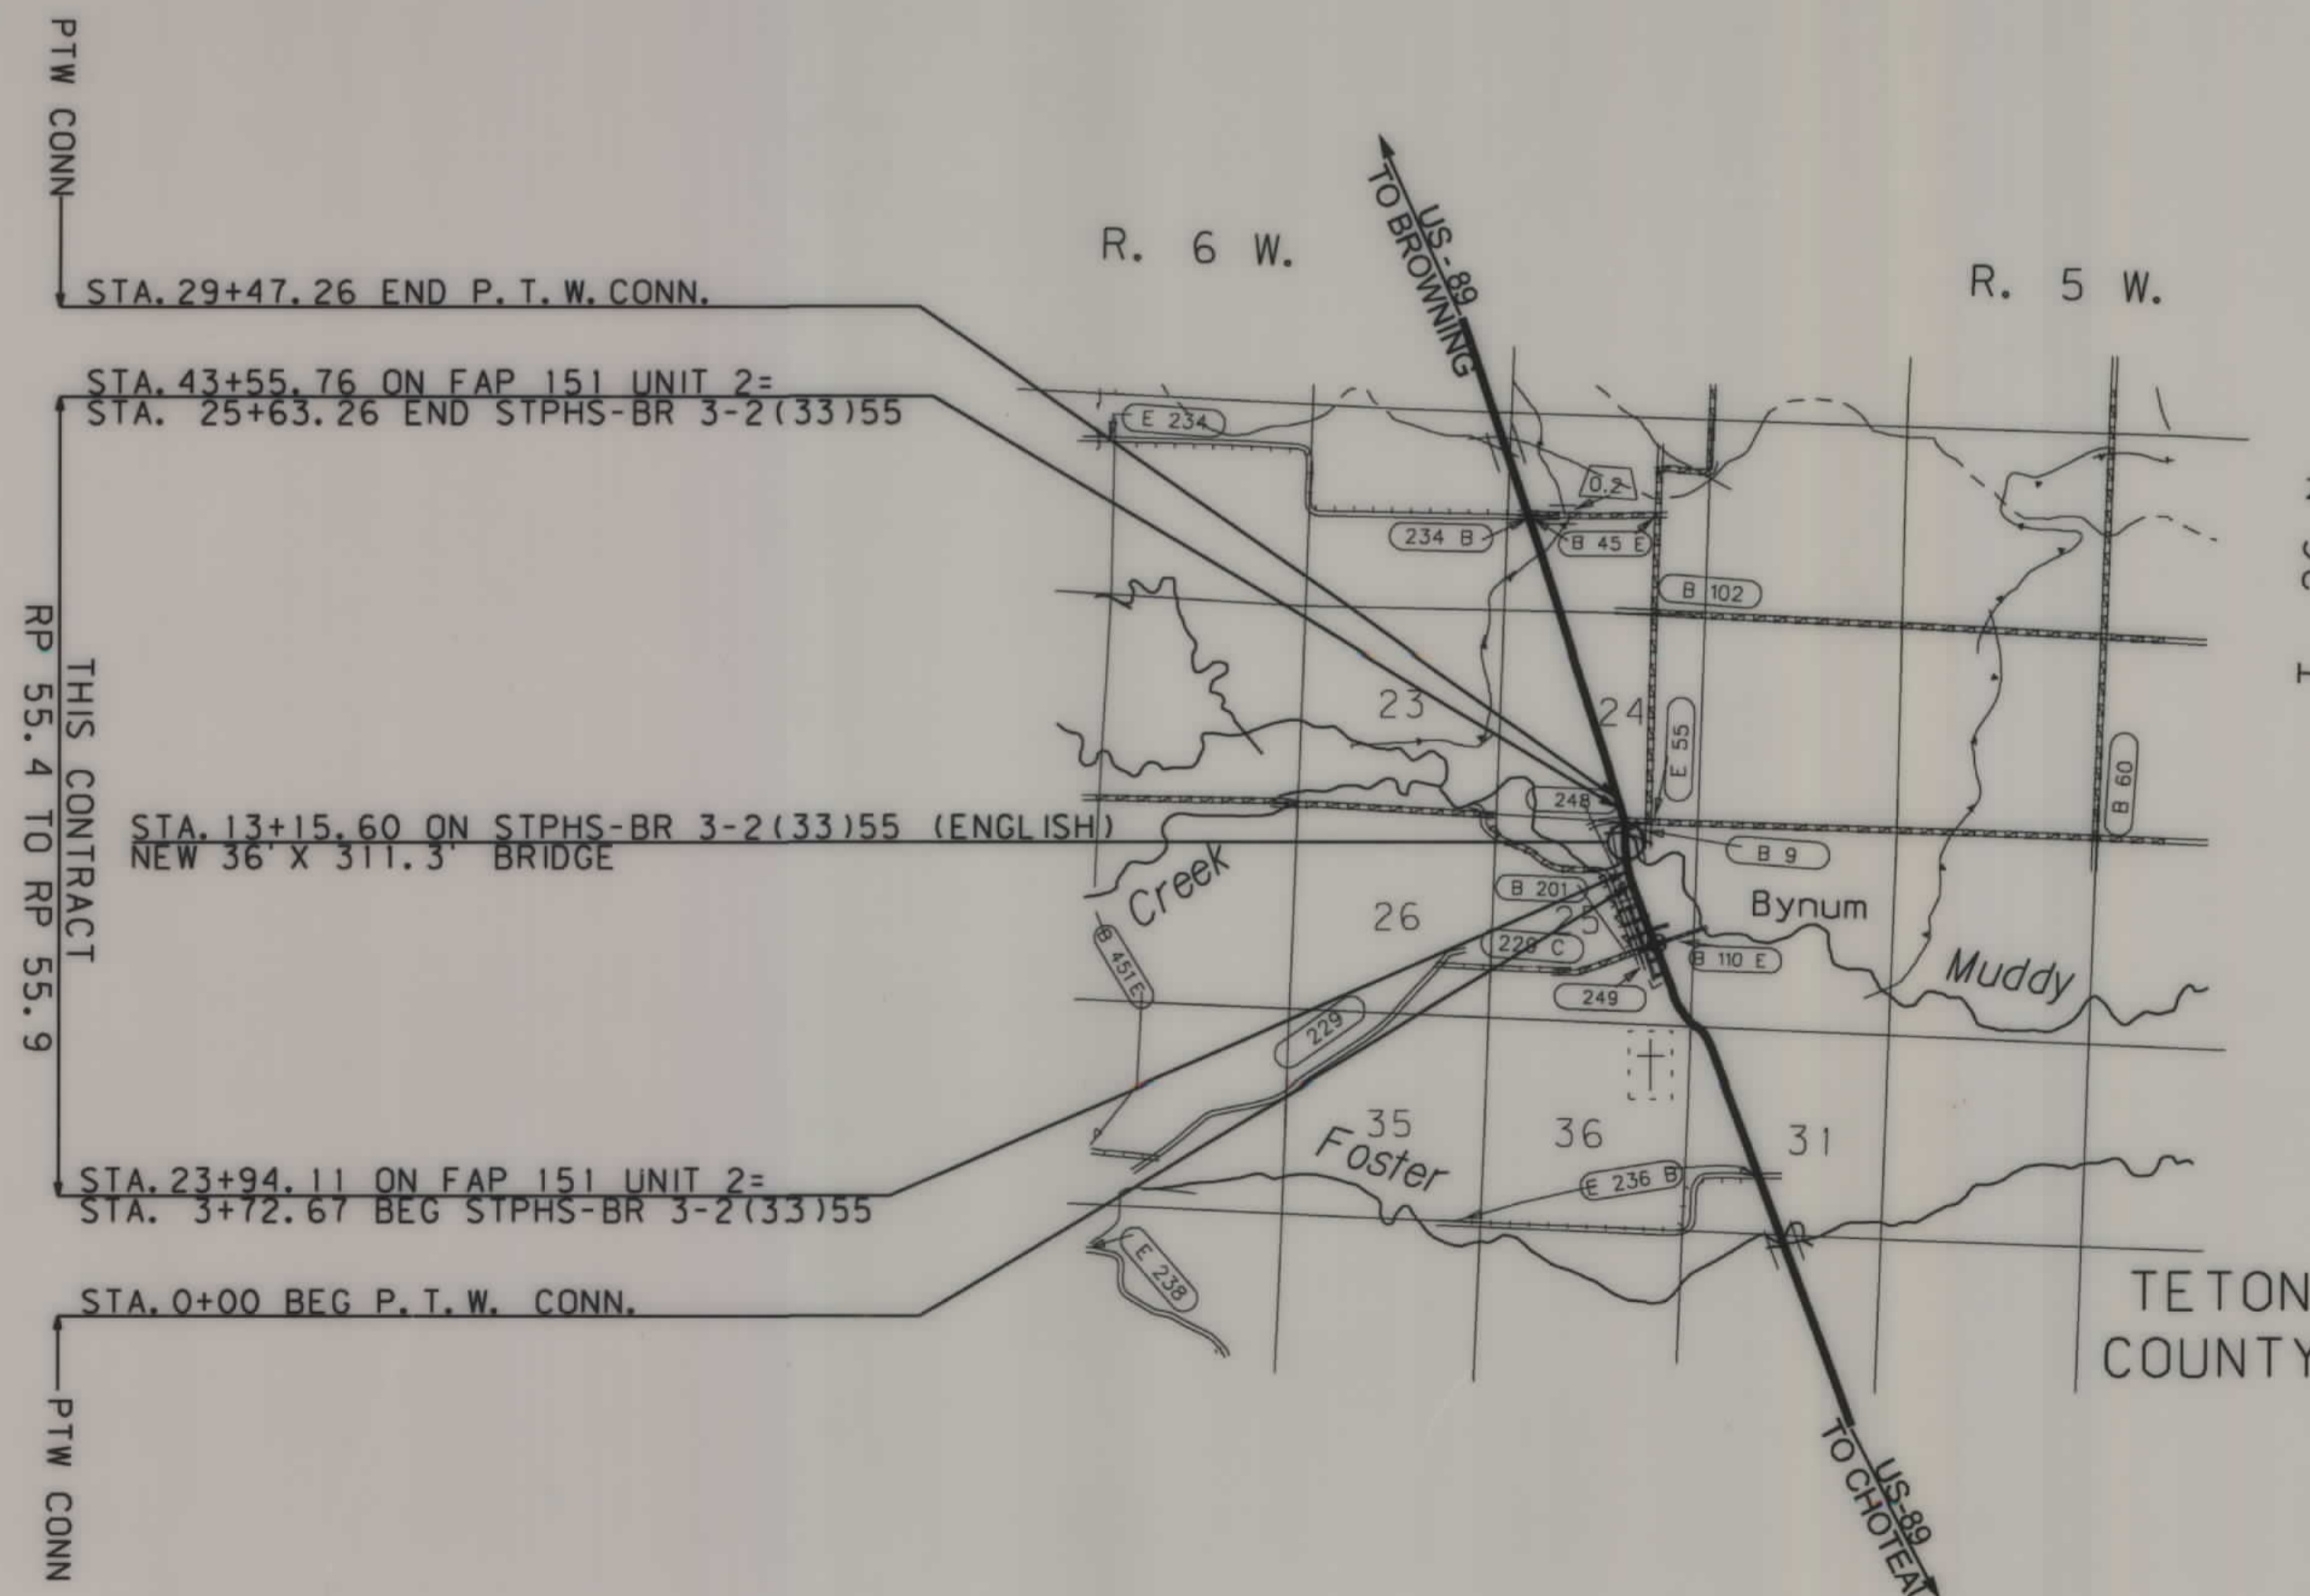 PTW CONN
STA. 29+47.26 END P.T.W. CONN.
STA. 43+55.76 ON FAP 151 UNIT 2=
STA. 25+63.26 END STPHS-BR 3-2(33)55
THIS CONTRACT
RP 55.4 TO RP 55.9
STA. 13+15.60 ON STPHS-BR 3-2(33)55 (ENGLISH)
NEW 36' X 311.3' BRIDGE
STA. 23+94.11 ON FAP 151 UNIT 2=
STA. 3+72.67 BEG STPHS-BR 3-2(33)55
STA. 0+00 BEG P.T.W. CONN.
PTW CONN
R. 6 W.
US-89
TO BROWNING
R. 5 W.
E 234
0.2
234 B
B 45 E
B 102
23
24
E 55
B 60
248
B 9
Creek
26
B 201
25
Bynum
B 451 E
229 C
B 110 E
Muddy
249
229
35
36
31
Foster
E 236 B
E 238
TETON
COUNTY
US-89
TO CHOTEAU